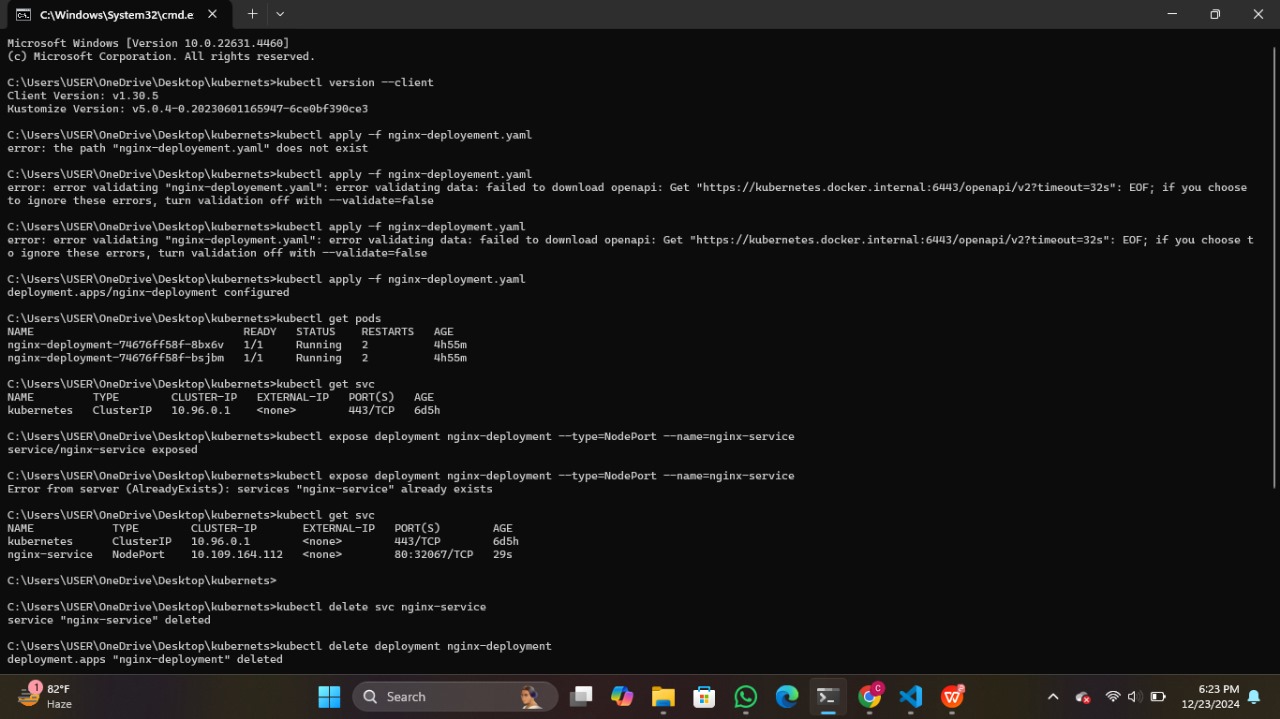 C:\Windows\System32\cmd.e
Microsoft Windows [Version 10.0.22631.4460]
(c) Microsoft Corporation. All rights reserved.
C:\Users\USER\OneDrive\Desktop\kubernets>kubectl version --client
Client Version: v1.30.5
Kustomize Version: v5.0.4-0.20230601165947-6ce0bf390ce3
C:\Users\USER\OneDrive\Desktop\kubernets>kubectl apply -f nginx-deployement.yaml
error: the path "nginx-deployement.yaml" does not exist
C:\Users\USER\OneDrive\Desktop\kubernets>kubectl apply -f nginx-deployement.yaml
error: error validating "nginx-deployement.yaml": error validating data: failed to download openapi: Get "https://kubernetes.docker.internal:6443/openapi/v2?timeout=32s": EOF; if you choose
to ignore these errors, turn validation off with --validate=false
C:\Users\USER\OneDrive\Desktop\kubernets>kubectl apply -f nginx-deployment.yaml
error: error validating "nginx-deployment.yaml": error validating data: failed to download openapi: Get "https://kubernetes.docker.internal:6443/openapi/v2?timeout=32s": EOF; if you choose t
o ignore these errors, turn validation off with --validate=false
C:\Users\USER\OneDrive\Desktop\kubernets>kubectl apply -f nginx-deployment.yaml
deployment.apps/nginx-deployment configured
C:\Users\USER\OneDrive\Desktop\kubernets>kubectl get pods
NAME READY STATUS RESTARTS AGE
nginx-deployment-74676ff58f-8bx6v 1/1 Running 2 4h55m
nginx-deployment-74676ff58f-bsjbm 1/1 Running 2 4h55m
C:\Users\USER\OneDrive\Desktop\kubernets>kubectl get svc
NAME TYPE CLUSTER-IP EXTERNAL-IP PORT(S) AGE
kubernetes ClusterIP 10.96.0.1 <none> 443/TCP 6d5h
C:\Users\USER\OneDrive\Desktop\kubernets>kubectl expose deployment nginx-deployment --type=NodePort --name=nginx-service
service/nginx-service exposed
C:\Users\USER\OneDrive\Desktop\kubernets>kubectl expose deployment nginx-deployment --type=NodePort --name=nginx-service
Error from server (AlreadyExists): services "nginx-service" already exists
C:\Users\USER\OneDrive\Desktop\kubernets>kubectl get svc
NAME TYPE CLUSTER-IP EXTERNAL-IP PORT(S) AGE
kubernetes ClusterIP 10.96.0.1 <none> 443/TCP 6d5h
nginx-service NodePort 10.109.164.112 <none> 80:32067/TCP 29s
C:\Users\USER\OneDrive\Desktop\kubernets>
C:\Users\USER\OneDrive\Desktop\kubernets>kubectl delete svc nginx-service
service "nginx-service" deleted
C:\Users\USER\OneDrive\Desktop\kubernets>kubectl delete deployment nginx-deployment
deployment.apps "nginx-deployment" deleted
1
82°F
Haze
Search
C
6:23 PM
12/23/2024